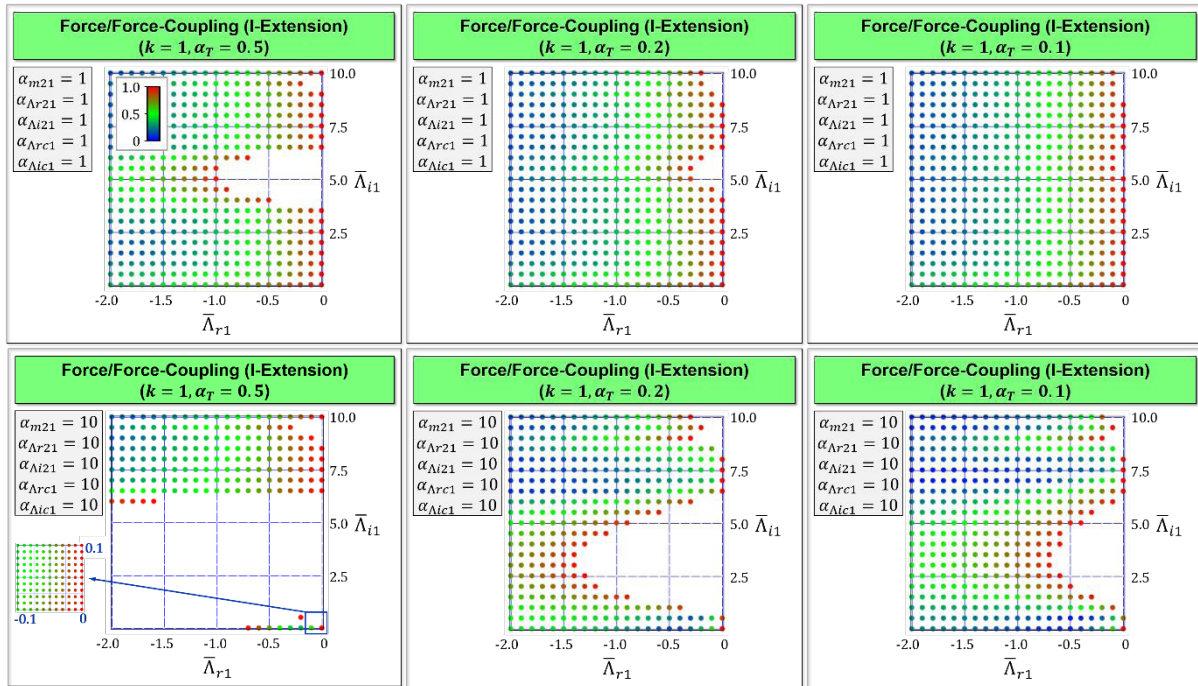 Force/Force-Coupling (I-Extension)
(k = 1, α_T = 0.5)
α_m21 = 1
α_Λr21 = 1
α_Λi21 = 1
α_Λrc1 = 1
α_Λic1 = 1
1.0
0.5
0
10.0
7.5
5.0
2.5
Λ̅_i1
-2.0 -1.5 -1.0 -0.5 0
Λ̅_r1
Force/Force-Coupling (I-Extension)
(k = 1, α_T = 0.2)
α_m21 = 1
α_Λr21 = 1
α_Λi21 = 1
α_Λrc1 = 1
α_Λic1 = 1
10.0
7.5
5.0
2.5
Λ̅_i1
-2.0 -1.5 -1.0 -0.5 0
Λ̅_r1
Force/Force-Coupling (I-Extension)
(k = 1, α_T = 0.1)
α_m21 = 1
α_Λr21 = 1
α_Λi21 = 1
α_Λrc1 = 1
α_Λic1 = 1
10.0
7.5
5.0
2.5
Λ̅_i1
-2.0 -1.5 -1.0 -0.5 0
Λ̅_r1
Force/Force-Coupling (I-Extension)
(k = 1, α_T = 0.5)
α_m21 = 10
α_Λr21 = 10
α_Λi21 = 10
α_Λrc1 = 10
α_Λic1 = 10
10.0
7.5
5.0
2.5
Λ̅_i1
0.1
-0.1 0
-2.0 -1.5 -1.0 -0.5 0
Λ̅_r1
Force/Force-Coupling (I-Extension)
(k = 1, α_T = 0.2)
α_m21 = 10
α_Λr21 = 10
α_Λi21 = 10
α_Λrc1 = 10
α_Λic1 = 10
10.0
7.5
5.0
2.5
Λ̅_i1
-2.0 -1.5 -1.0 -0.5 0
Λ̅_r1
Force/Force-Coupling (I-Extension)
(k = 1, α_T = 0.1)
α_m21 = 10
α_Λr21 = 10
α_Λi21 = 10
α_Λrc1 = 10
α_Λic1 = 10
10.0
7.5
5.0
2.5
Λ̅_i1
-2.0 -1.5 -1.0 -0.5 0
Λ̅_r1